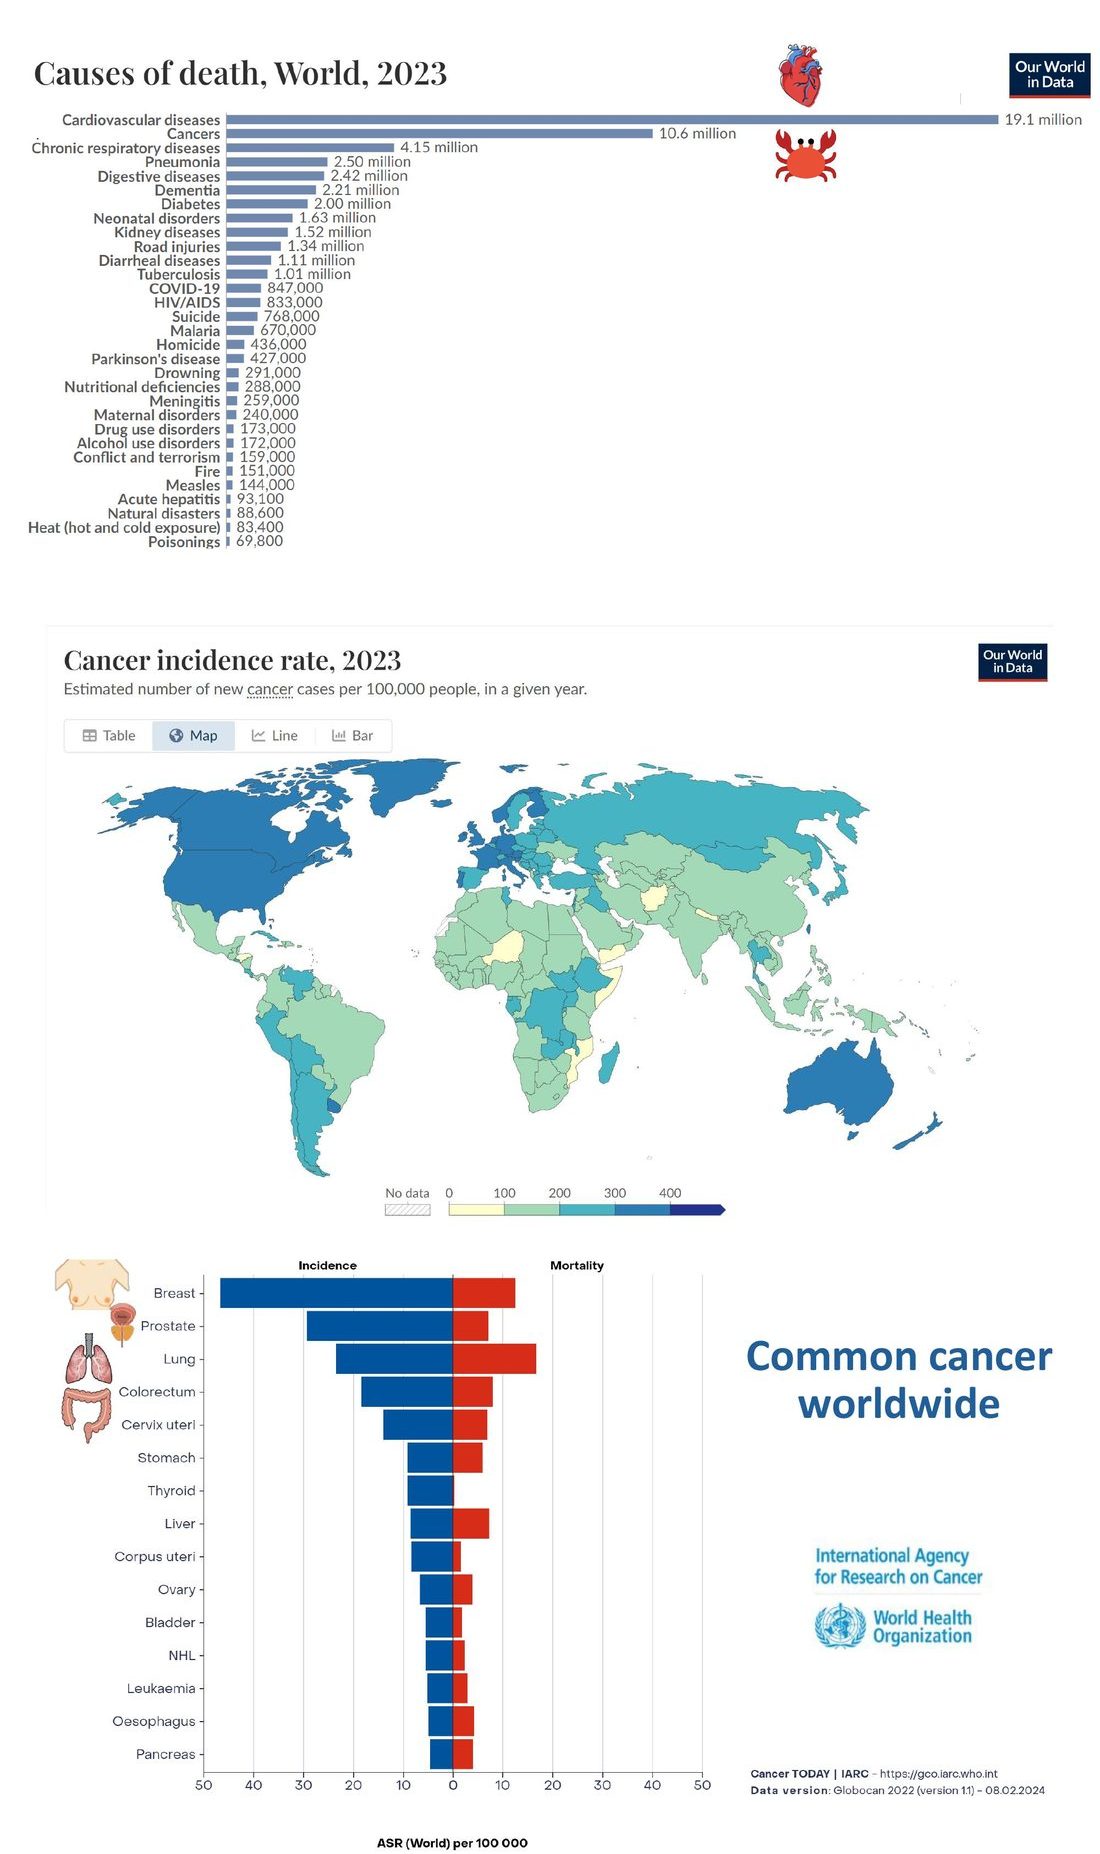 Causes of death, World, 2023
Our World
in Data
Cardiovascular diseases 19.1 million
Cancers 10.6 million
Chronic respiratory diseases 4.15 million
Pneumonia 2.50 million
Digestive diseases 2.42 million
Dementia 2.21 million
Diabetes 2.00 million
Neonatal disorders 1.63 million
Kidney diseases 1.52 million
Road injuries 1.34 million
Diarrheal diseases 1.11 million
Tuberculosis 1.01 million
COVID-19 847,000
HIV/AIDS 833,000
Suicide 768,000
Malaria 670,000
Homicide 436,000
Parkinson's disease 427,000
Drowning 291,000
Nutritional deficiencies 288,000
Meningitis 259,000
Maternal disorders 240,000
Drug use disorders 173,000
Alcohol use disorders 172,000
Conflict and terrorism 159,000
Fire 151,000
Measles 144,000
Acute hepatitis 93,100
Natural disasters 88,600
Heat (hot and cold exposure) 83,400
Poisonings 69,800
Cancer incidence rate, 2023
Our World
in Data
Estimated number of new cancer cases per 100,000 people, in a given year.
Table Map Line Bar
No data 0 100 200 300 400
Incidence Mortality
Breast
Prostate
Lung
Colorectum
Cervix uteri
Stomach
Thyroid
Liver
Corpus uteri
Ovary
Bladder
NHL
Leukaemia
Oesophagus
Pancreas
50 40 30 20 10 0 10 20 30 40 50
ASR (World) per 100 000
Common cancer
worldwide
International Agency
for Research on Cancer
World Health
Organization
Cancer TODAY | IARC - https://gco.iarc.who.int
Data version: Globocan 2022 (version 1.1) - 08.02.2024